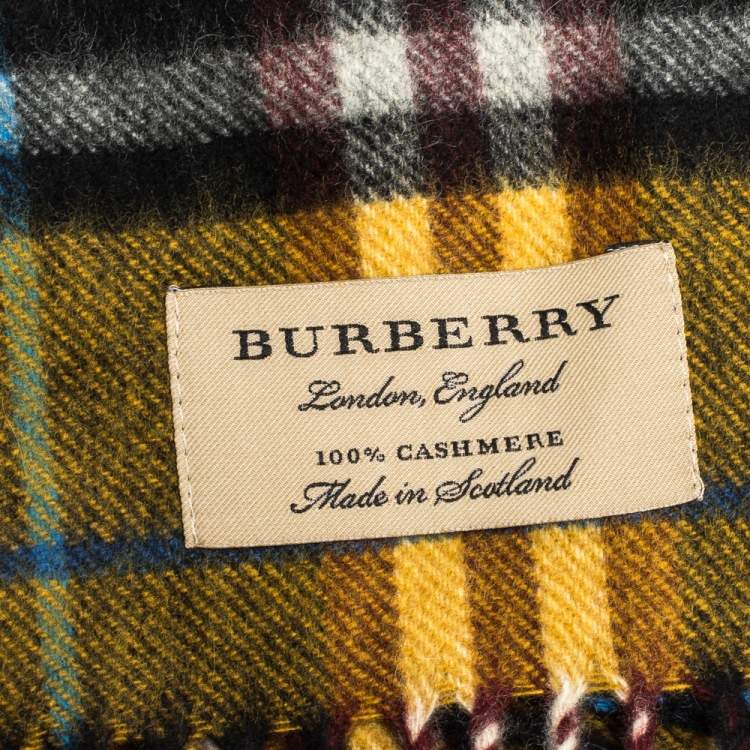 BURBERRY
London, England
100% CASHMERE
Made in Scotland